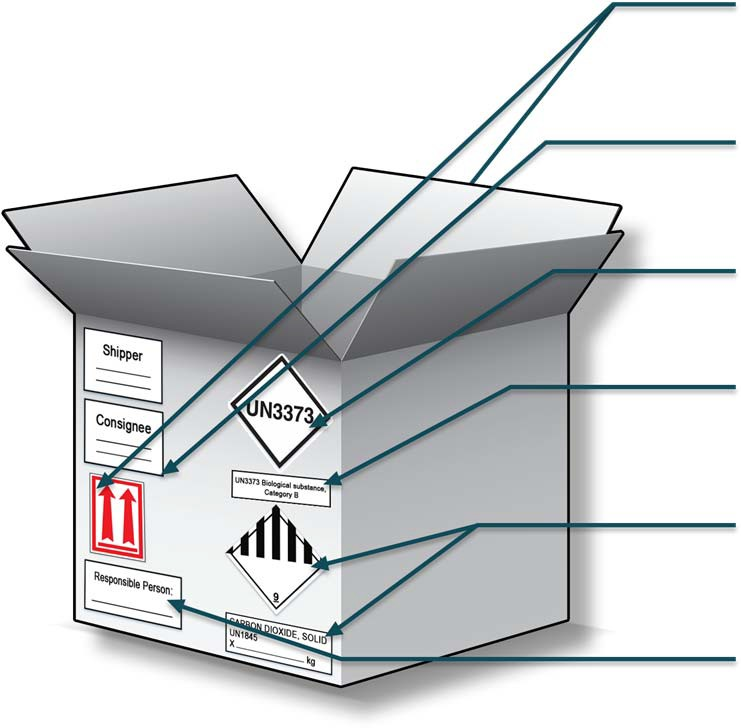 Shipper
Consignee
Responsible Person:
UN3373
UN3373 Biological substance,
Category B
9
CARBON DIOXIDE, SOLID
UN1845
X kg